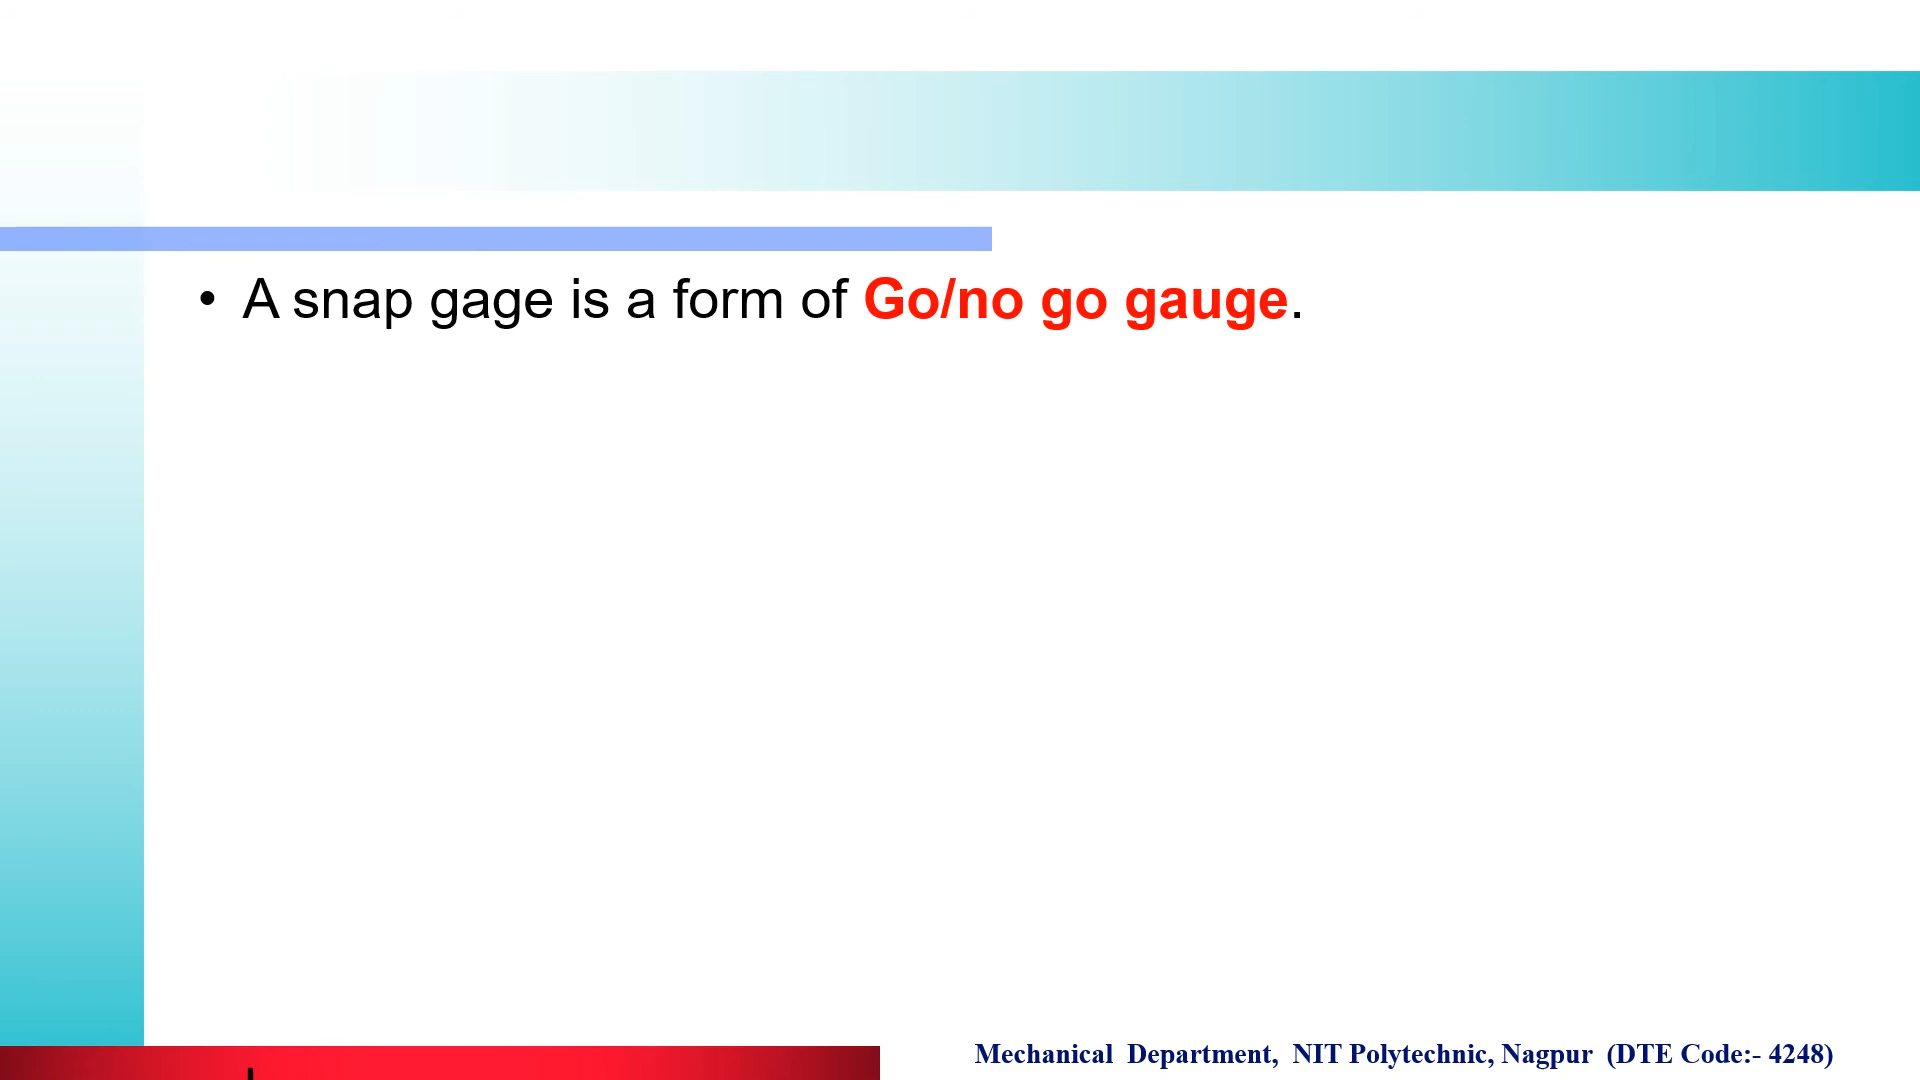 • A snap gage is a form of Go/no go gauge.
Mechanical Department, NIT Polytechnic, Nagpur (DTE Code:- 4248)